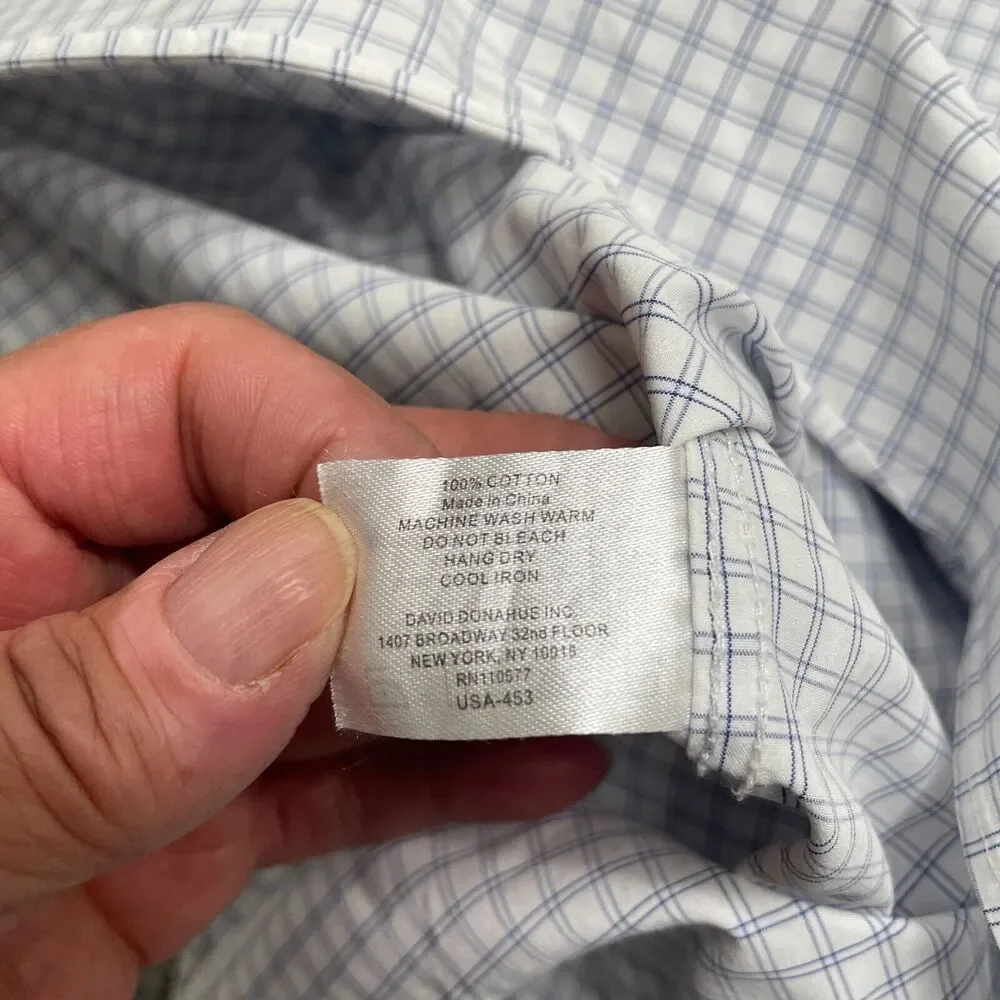 100% COTTON
Made in China
MACHINE WASH WARM
DO NOT BLEACH
HANG DRY
COOL IRON
DAVID DONAHUE INC.
1407 BROADWAY 32nd FLOOR
NEW YORK, NY 10018
RN110577
USA-453